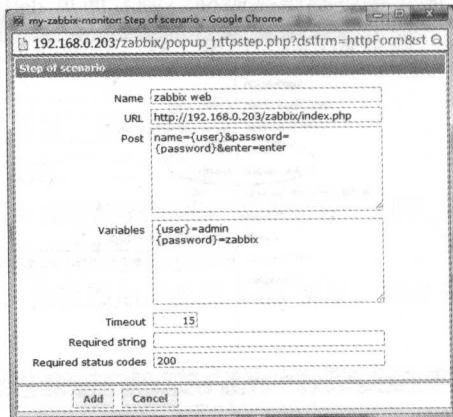 my-zabbix-monitor: Step of scenario - Google Chrome
192.168.0.203/zabbix/popup_httpstep.php?dstfrm=httpForm&st
Step of scenario
Name zabbix web
URL http://192.168.0.203/zabbix/index.php
Post name={user}&password=
{password}&enter=enter
Variables {user}=admin
{password}=zabbix
Timeout 15
Required string
Required status codes 200
Add Cancel